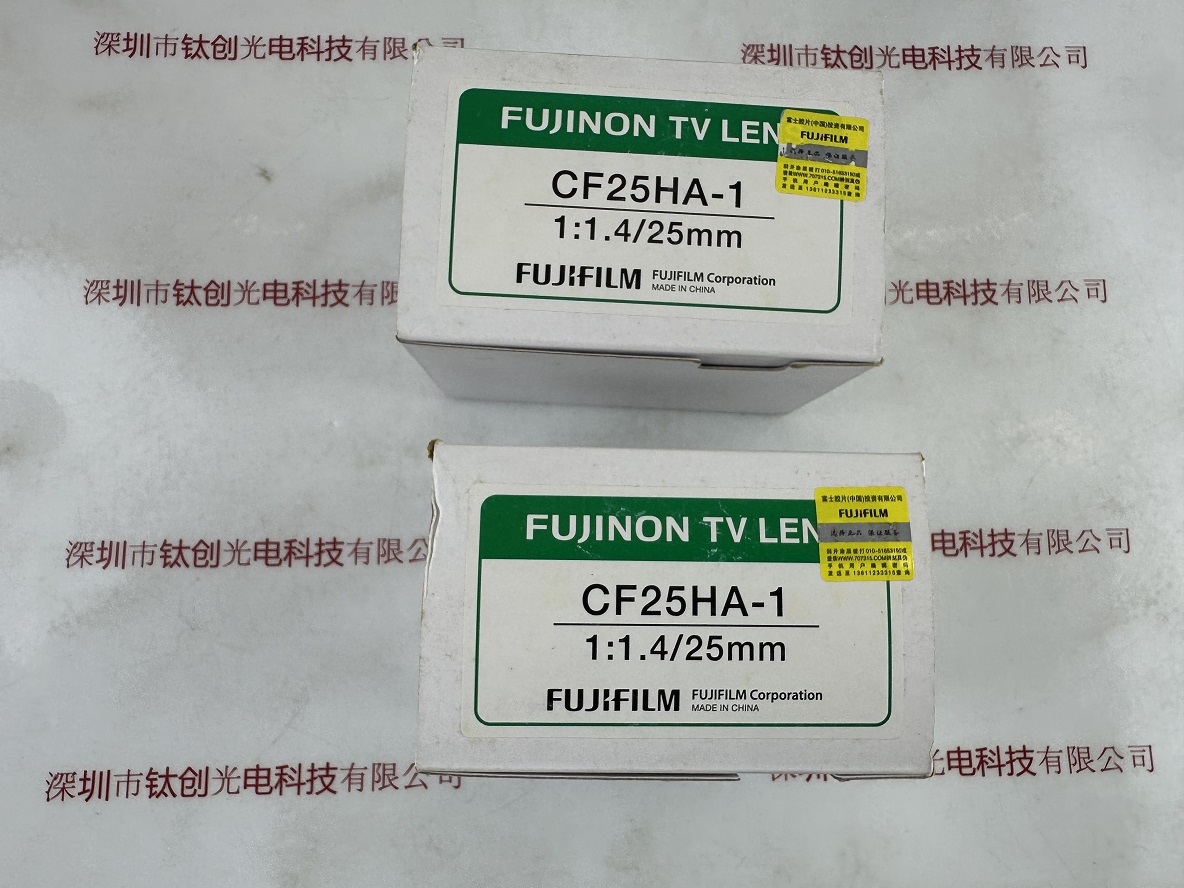 深圳市钛创光电科技有限公司
深圳市钛创光电科技有限公司
FUJINON TV LEN
富士胶片(中国)投资有限公司
FUJIFILM
CF25HA-1
1:1.4/25mm
FUJIFILM
FUJIFILM Corporation
MADE IN CHINA
深圳市钛创光电科技有限
光电科技有限公司
FUJINON TV LEN
富士胶片(中国)投资有限公司
FUJIFILM
CF25HA-1
1:1.4/25mm
FUJIFILM
FUJIFILM Corporation
MADE IN CHINA
深圳市钛创光电科技有限
电科技有限公司
深圳市钛创光电科技有限公司
电科技有限公司